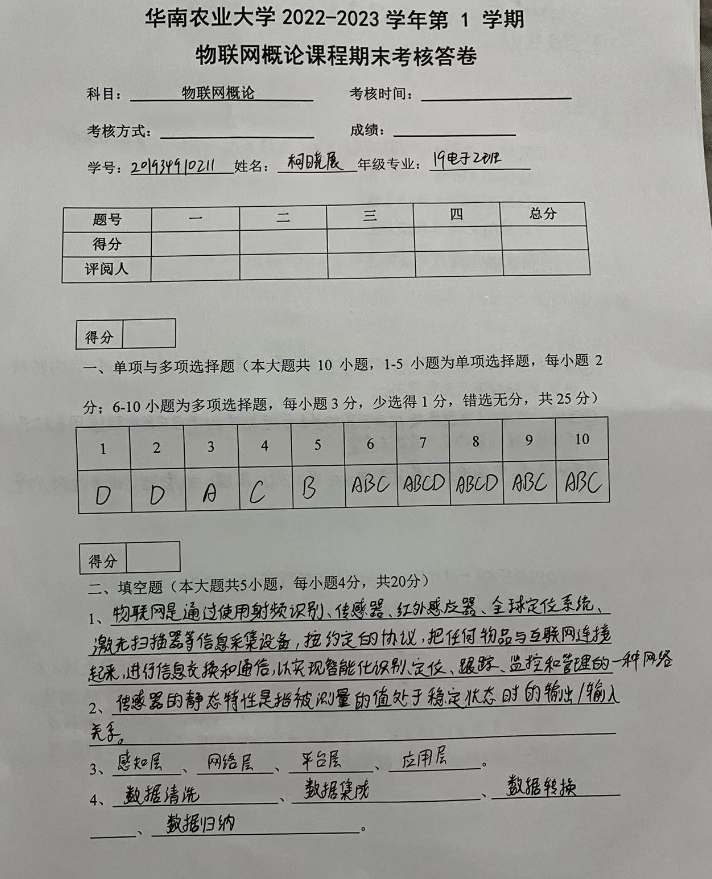 华南农业大学 2022-2023 学年第 1 学期
物联网概论课程期末考核答卷
科目: 物联网概论 考核时间:
考核方式: 成绩:
学号: 201934910211 姓名: 柯晓展 年级专业: 19电子2班
题号 一 二 三 四 总分
得分
评阅人
得分
一、单项与多项选择题（本大题共 10 小题，1-5 小题为单项选择题，每小题 2
分；6-10 小题为多项选择题，每小题 3 分，少选得 1 分，错选无分，共 25 分）
1 2 3 4 5 6 7 8 9 10
D D A C B ABC ABCD ABCD ABC ABC
得分
二、填空题（本大题共5小题，每小题4分，共20分）
1、物联网是通过使用射频识别、传感器、红外感应器、全球定位系统、
激光扫描器等信息采集设备，按约定的协议，把任何物品与互联网连接
起来，进行信息交换和通信，以实现智能化识别、定位、跟踪、监控和管理的一种网络
2、传感器的静态特性是指被测量的值处于稳定状态时的输出/输入
关系。
3、感知层、网络层、平台层、应用层。
4、数据清洗、数据集成、数据转换
、数据归纳。